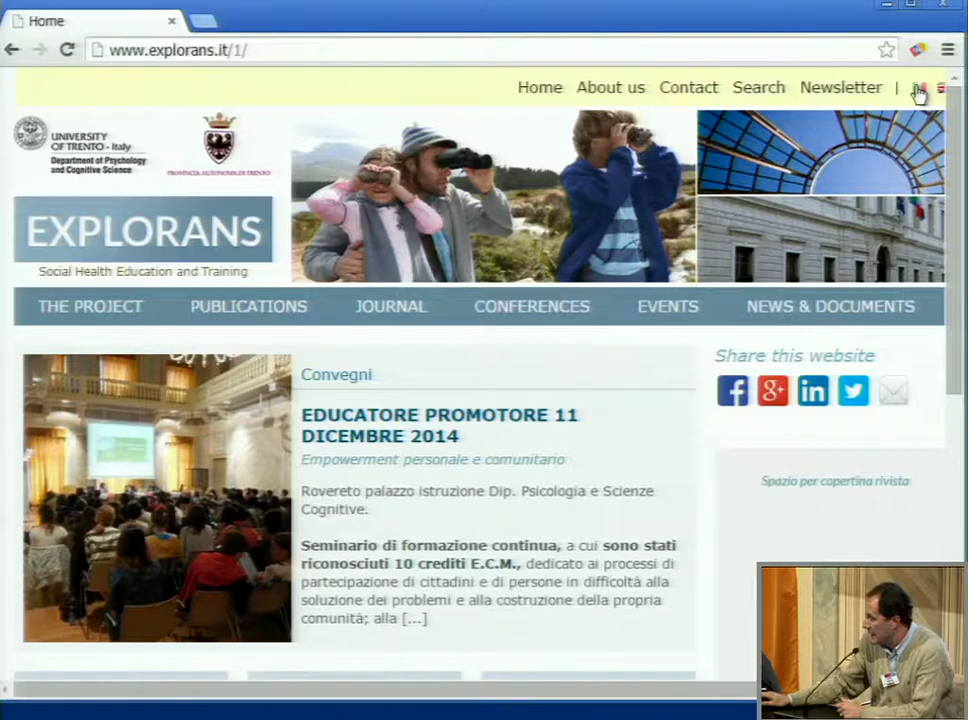 Home
www.explorans.it/1/
Home About us Contact Search Newsletter |
UNIVERSITY
OF TRENTO - Italy
Department of Psychology
and Cognitive Science
PROVINCIA AUTONOMA DI TRENTO
EXPLORANS
Social Health Education and Training
THE PROJECT PUBLICATIONS JOURNAL CONFERENCES EVENTS NEWS & DOCUMENTS
Convegni
EDUCATORE PROMOTORE 11
DICEMBRE 2014
Empowerment personale e comunitario
Rovereto palazzo istruzione Dip. Psicologia e Scienze
Cognitive.
Seminario di formazione continua, a cui sono stati
riconosciuti 10 crediti E.C.M., dedicato ai processi di
partecipazione di cittadini e di persone in difficoltà alla
soluzione dei problemi e alla costruzione della propria
comunità; alla [...]
Share this website
Spazio per copertina rivista